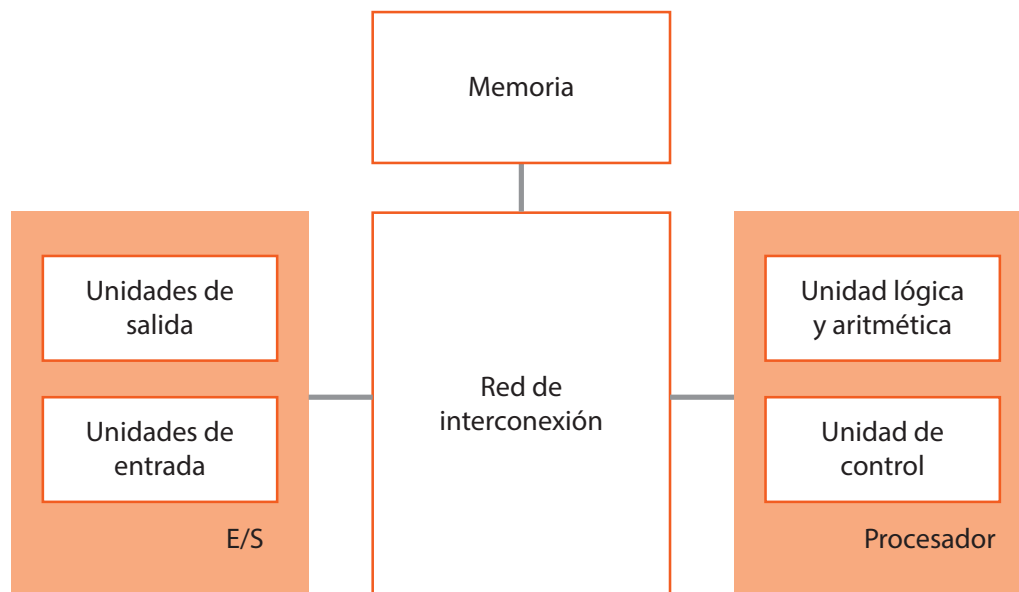 Memoria
Unidades de
salida
Unidades de
entrada
E/S
Red de
interconexión
Unidad lógica
y aritmética
Unidad de
control
Procesador